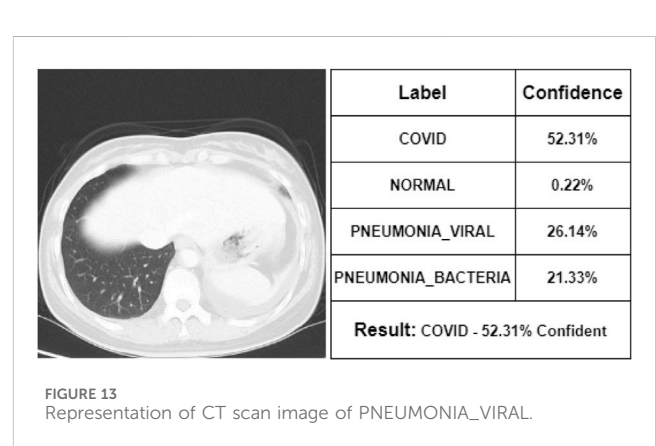 Label Confidence
COVID 52.31%
NORMAL 0.22%
PNEUMONIA_VIRAL 26.14%
PNEUMONIA_BACTERIA 21.33%
Result: COVID - 52.31% Confident
FIGURE 13
Representation of CT scan image of PNEUMONIA_VIRAL.